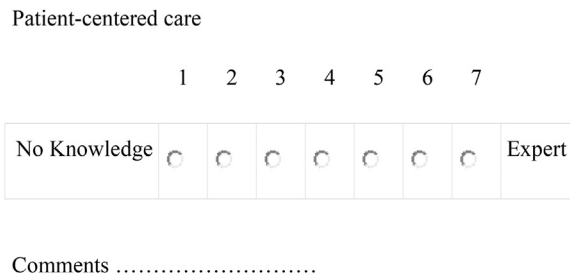 Patient-centered care
1 2 3 4 5 6 7
No Knowledge Expert
Comments ………………………